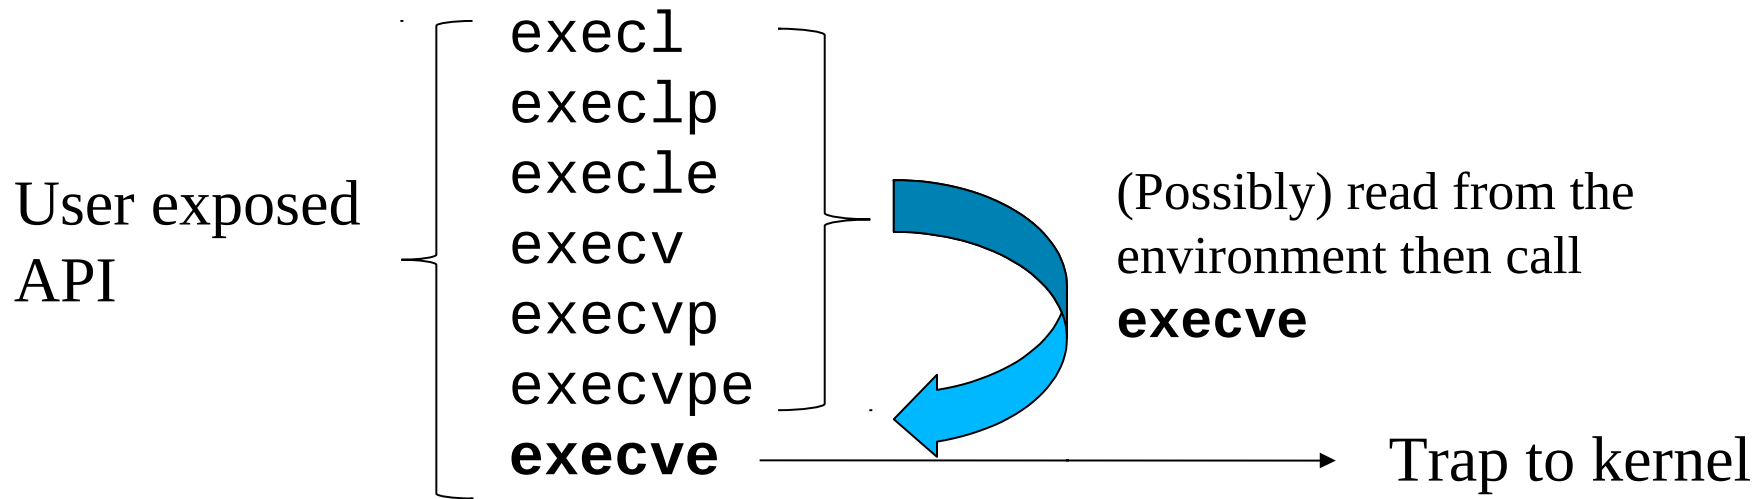 User exposed
API
execl
execlp
execle
execv
execvp
execvpe
execve
(Possibly) read from the
environment then call
execve
Trap to kernel